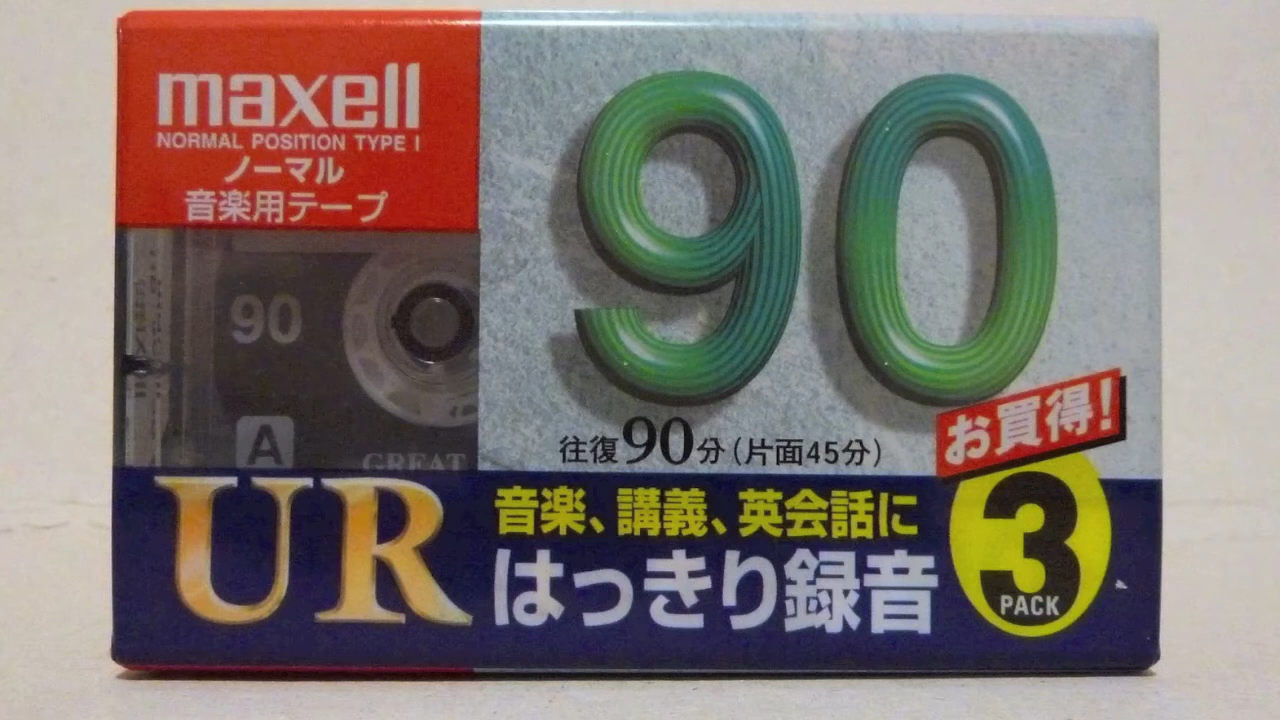 maxell
NORMAL POSITION TYPE I
ノーマル
音楽用テープ
90
90
A
GREAT
往復90分(片面45分)
お買得!
UR
音楽、講義、英会話に
はっきり録音
3
PACK